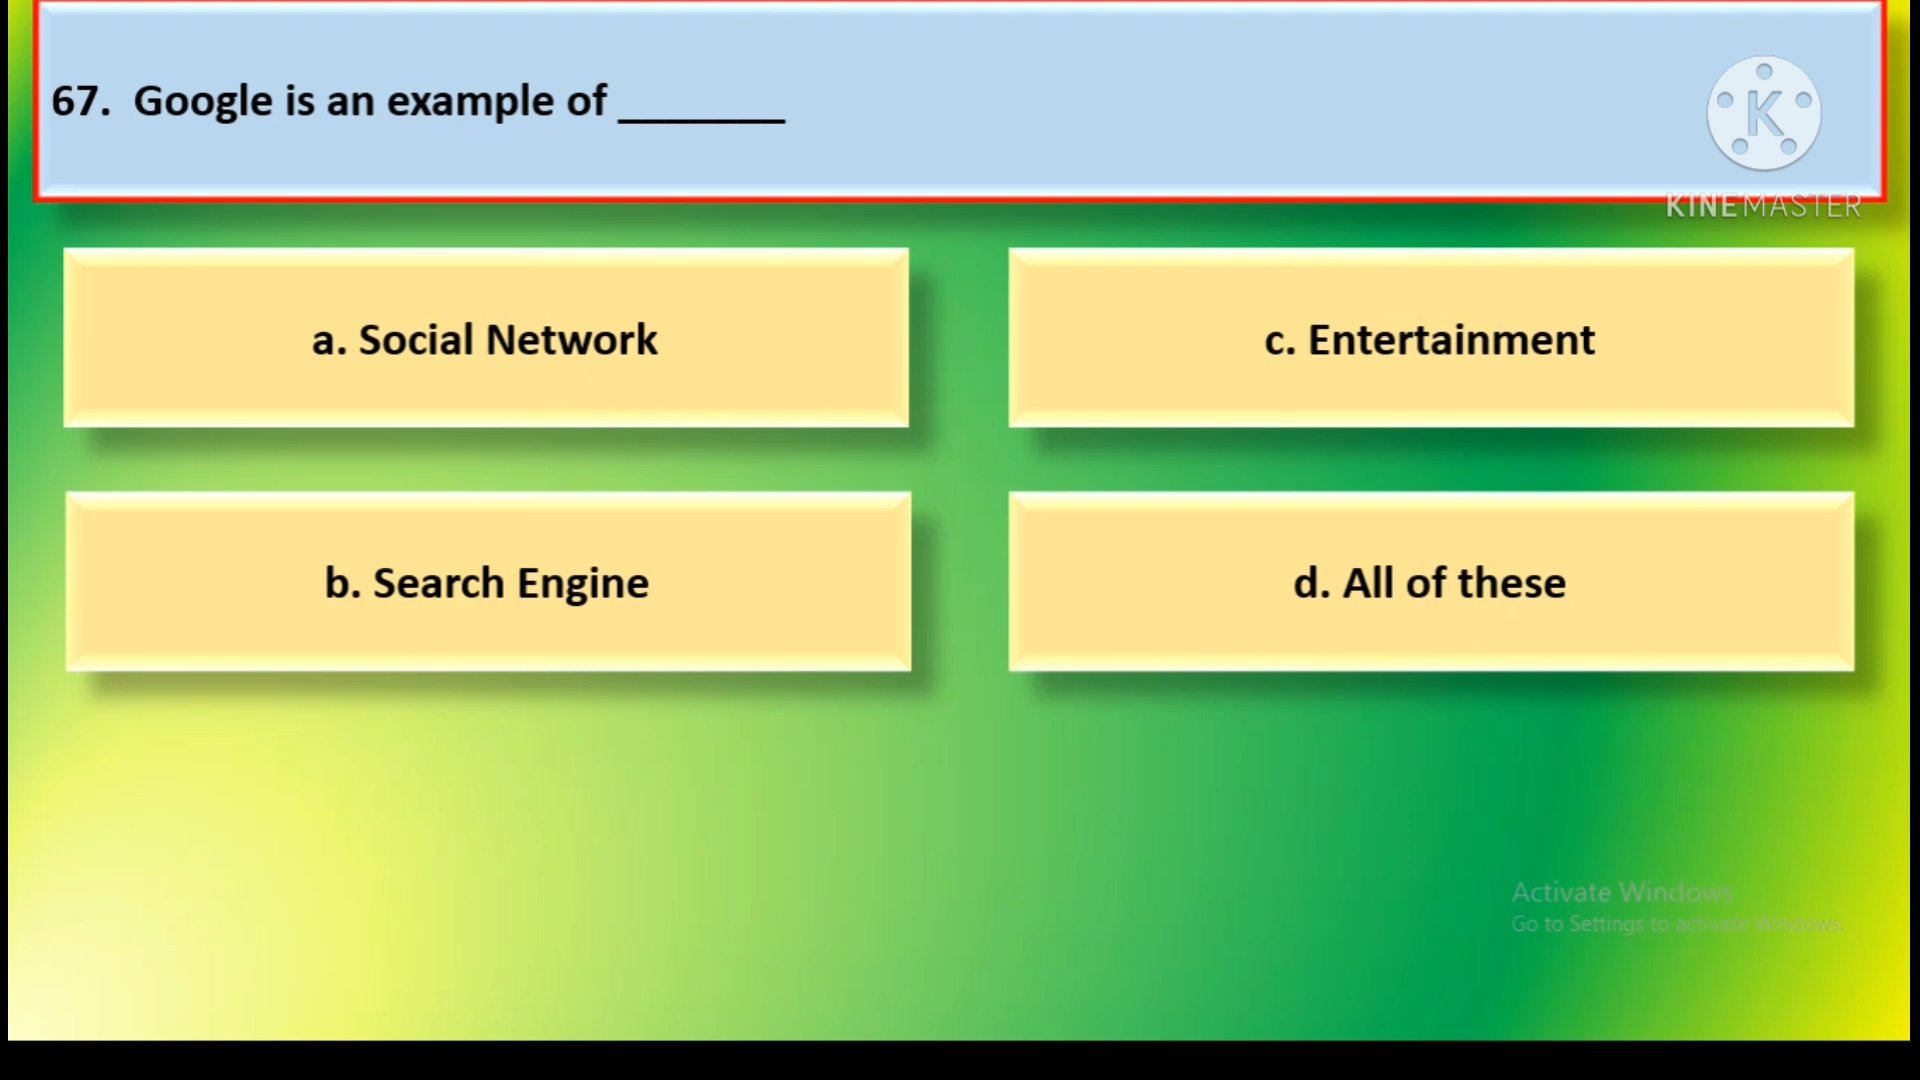 67. Google is an example of _______
K
KINEMASTER
a. Social Network
c. Entertainment
b. Search Engine
d. All of these
Activate Windows
Go to Settings to activate Windows.